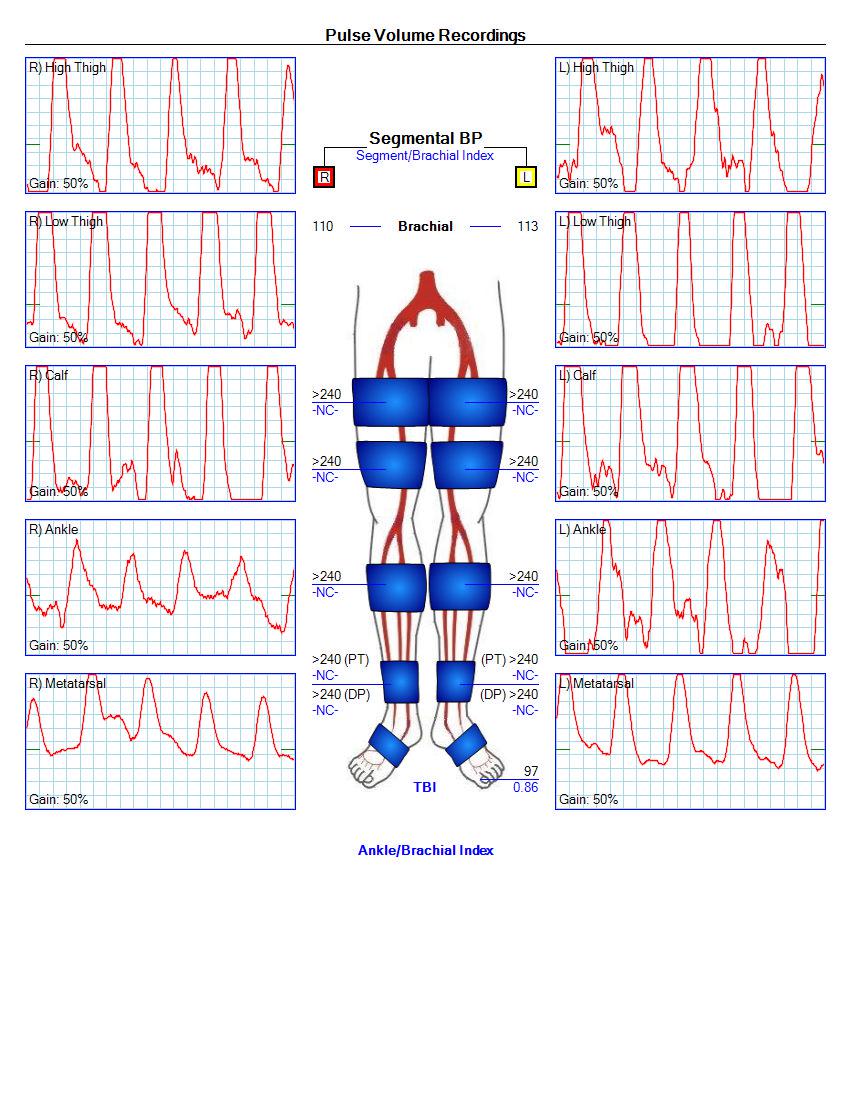 Pulse Volume Recordings
R) High Thigh
Gain: 50%
L) High Thigh
Gain: 50%
Segmental BP
Segment/Brachial Index
R
L
110 Brachial 113
R) Low Thigh
Gain: 50%
L) Low Thigh
Gain: 50%
R) Calf
Gain: 50%
L) Calf
Gain: 50%
>240 >240
-NC- -NC-
>240 >240
-NC- -NC-
R) Ankle
Gain: 50%
L) Ankle
Gain: 50%
>240 >240
-NC- -NC-
>240 (PT) (PT) >240
-NC- -NC-
>240 (DP) (DP) >240
-NC- -NC-
R) Metatarsal
Gain: 50%
L) Metatarsal
Gain: 50%
97
TBI 0.86
Ankle/Brachial Index